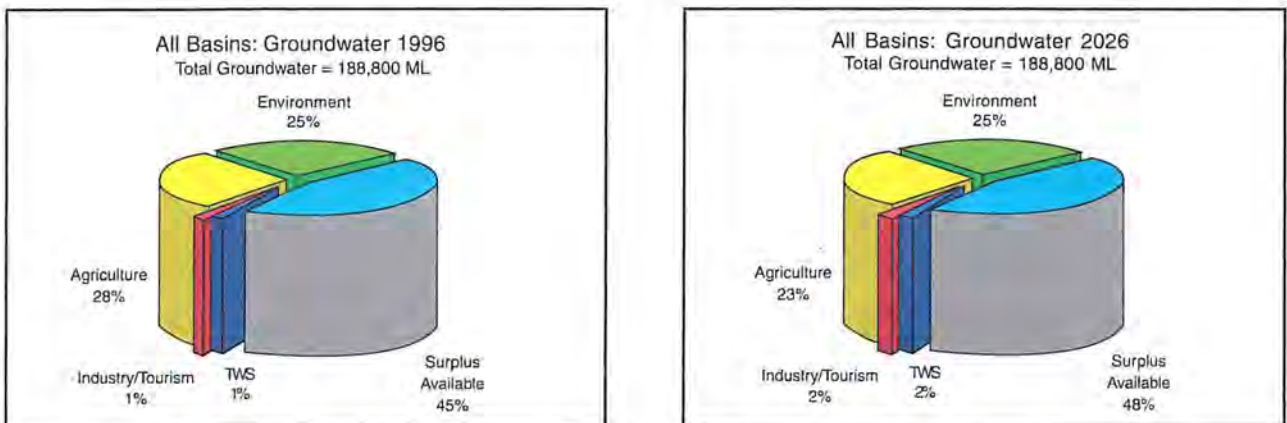 All Basins: Groundwater 1996
Total Groundwater = 188,800 ML
Environment
25%
Agriculture
28%
Industry/Tourism
1%
TWS
1%
Surplus
Available
45%
All Basins: Groundwater 2026
Total Groundwater = 188,800 ML
Environment
25%
Agriculture
23%
Industry/Tourism
2%
TWS
2%
Surplus
Available
48%